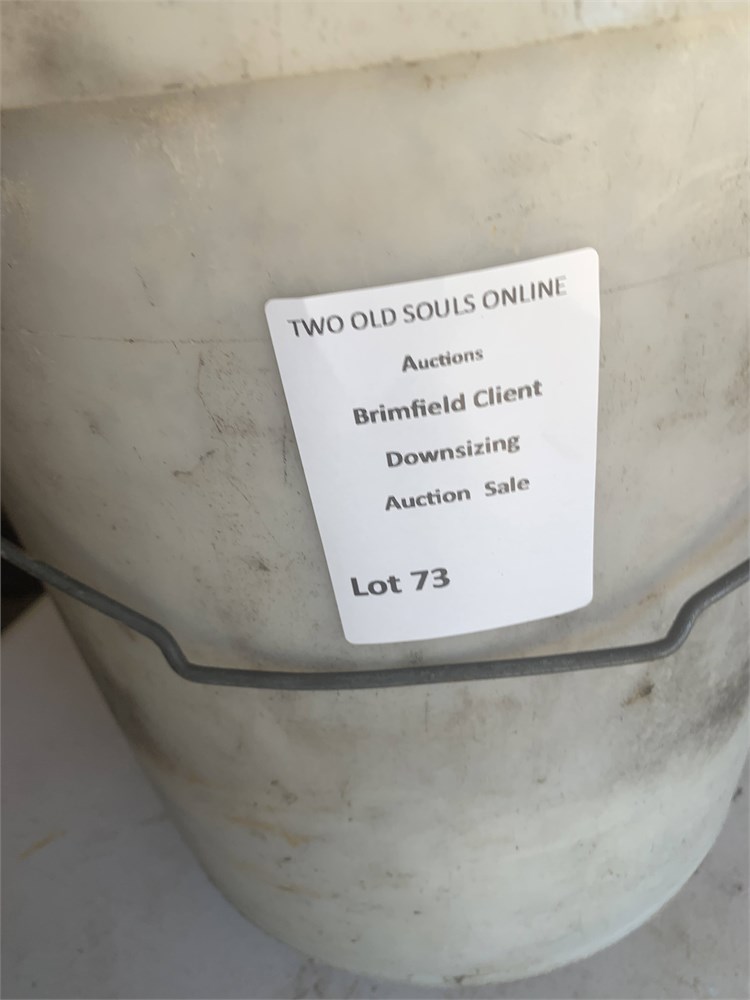 TWO OLD SOULS ONLINE
Auctions
Brimfield Client
Downsizing
Auction Sale
Lot 73